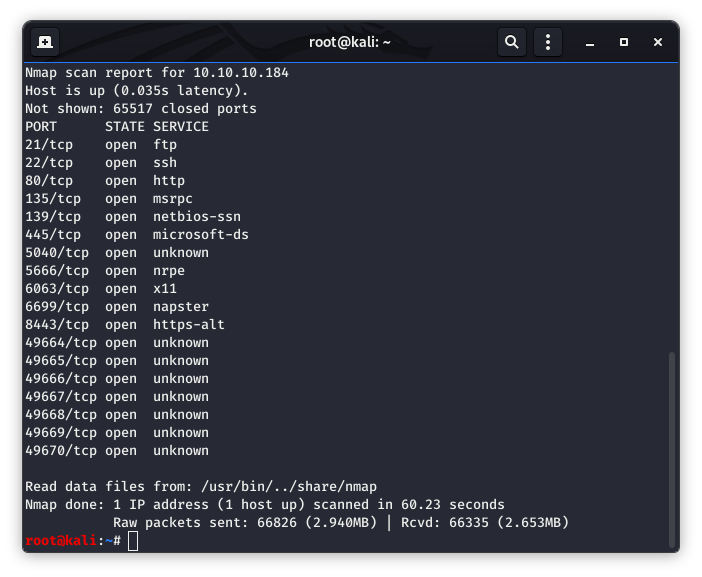 root@kali: ~
Nmap scan report for 10.10.10.184
Host is up (0.035s latency).
Not shown: 65517 closed ports
PORT      STATE SERVICE
21/tcp    open  ftp
22/tcp    open  ssh
80/tcp    open  http
135/tcp   open  msrpc
139/tcp   open  netbios-ssn
445/tcp   open  microsoft-ds
5040/tcp  open  unknown
5666/tcp  open  nrpe
6063/tcp  open  x11
6699/tcp  open  napster
8443/tcp  open  https-alt
49664/tcp open  unknown
49665/tcp open  unknown
49666/tcp open  unknown
49667/tcp open  unknown
49668/tcp open  unknown
49669/tcp open  unknown
49670/tcp open  unknown
Read data files from: /usr/bin/../share/nmap
Nmap done: 1 IP address (1 host up) scanned in 60.23 seconds
           Raw packets sent: 66826 (2.940MB) | Rcvd: 66335 (2.653MB)
root@kali:~#